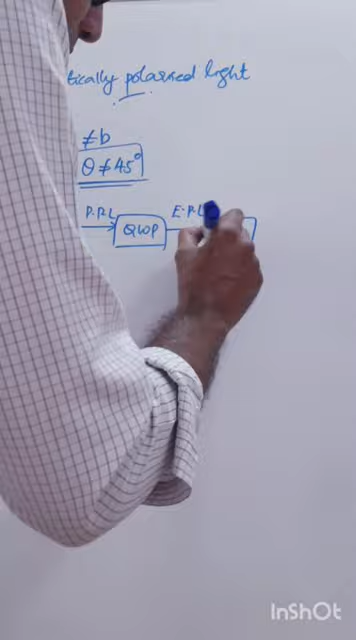 tically polarised light
≠b
θ ≠ 45°
P.P.L
E.P.L
QWP
InShOt